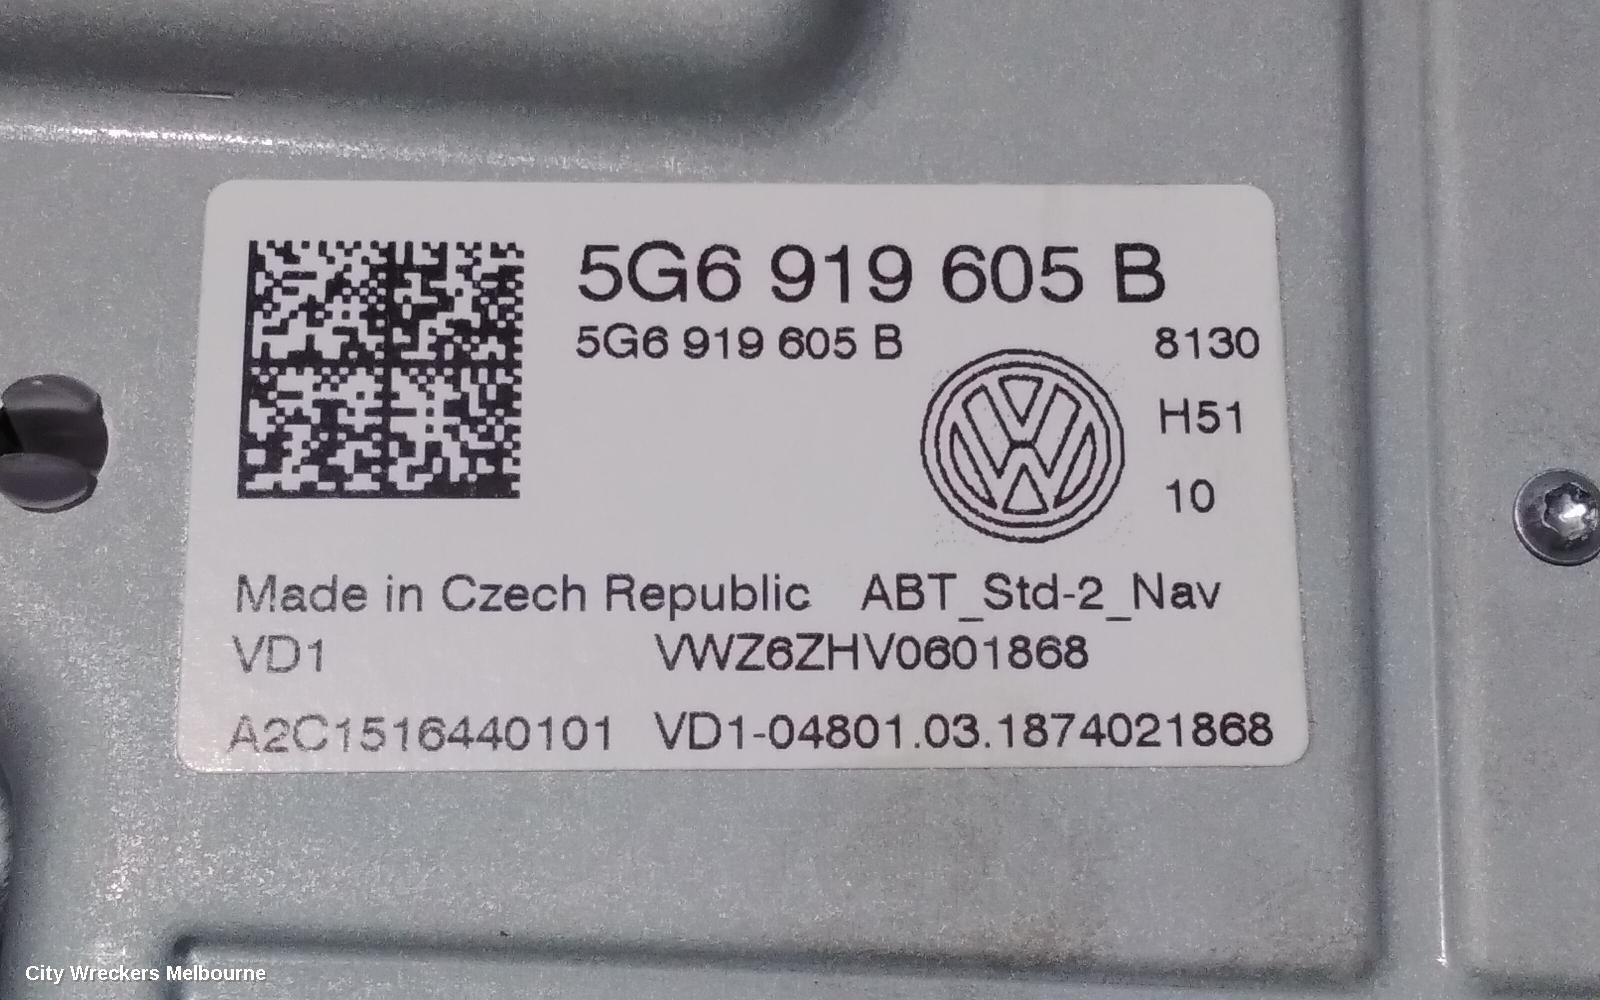 5G6 919 605 B
5G6 919 605 B 8130
H51
10
Made in Czech Republic ABT_Std-2_Nav
VD1 VWZ6ZHV0601868
A2C1516440101 VD1-04801.03.1874021868
City Wreckers Melbourne